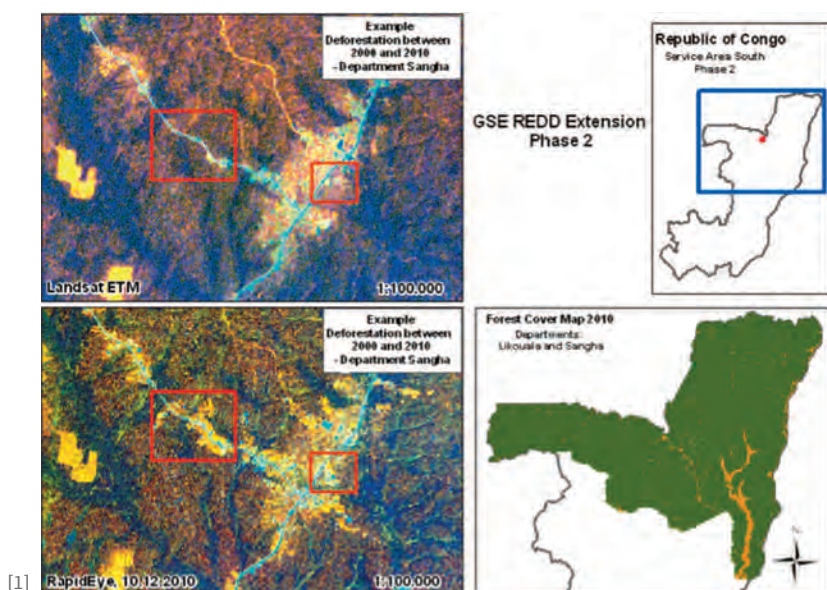 Example
Deforestation between
2000 and 2010
- Department Sangha
Landsat ETM
1:100.000
GSE REDD Extension
Phase 2
Republic of Congo
Service Area South
Phase 2
Example
Deforestation between
2000 and 2010
- Department Sangha
RapidEye, 10.12.2010
1:100.000
Forest Cover Map 2010
Departments:
Likouala and Sangha
N
[1]